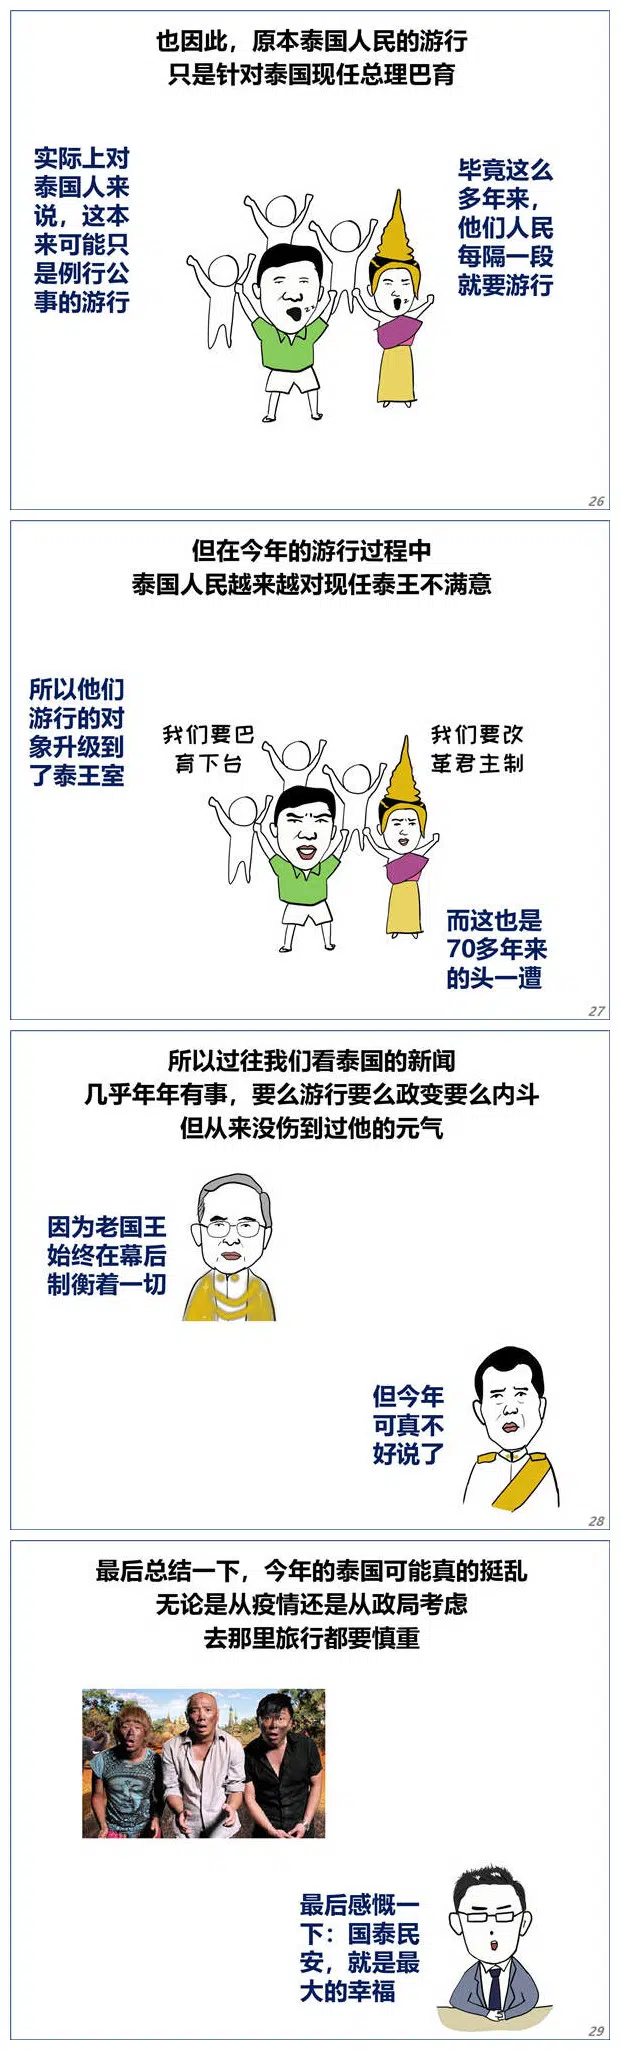 也因此，原本泰国人民的游行
只是针对泰国现任总理巴育
实际上对
泰国人来
说，这本
来可能只
是例行公
事的游行
毕竟这么
多年来，
他们人民
每隔一段
就要游行
26
但在今年的游行过程中
泰国人民越来越对现任泰王不满意
所以他们
游行的对
象升级到
了泰王室
我们要巴
育下台
我们要改
革君主制
而这也是
70多年来
的头一遭
27
所以过往我们看泰国的新闻
几乎年年有事，要么游行要么政变要么内斗
但从来没伤到过他的元气
因为老国王
始终在幕后
制衡着一切
但今年
可真不
好说了
28
最后总结一下，今年的泰国可能真的挺乱
无论是从疫情还是从政局考虑
去那里旅行都要慎重
最后感慨一
下：国泰民
安，就是最
大的幸福
29